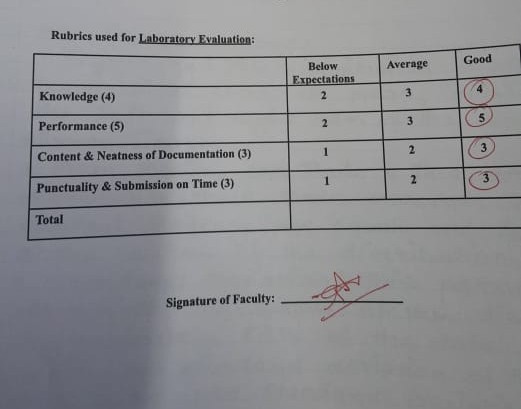 Rubrics used for Laboratory Evaluation:
Below Expectations Average Good
Knowledge (4) 2 3 4
Performance (5) 2 3 5
Content & Neatness of Documentation (3) 1 2 3
Punctuality & Submission on Time (3) 1 2 3
Total
Signature of Faculty: